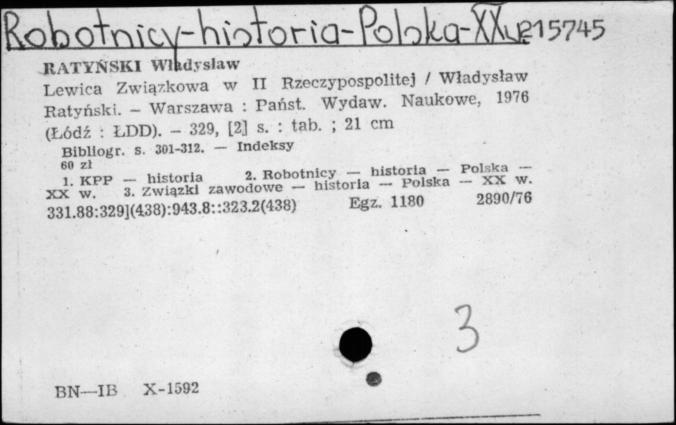 Robotnicy-historia-Polska-XXw. 215745
RATYŃSKI Władysław
Lewica Związkowa w II Rzeczypospolitej / Władysław
Ratyński. — Warszawa : Państ. Wydaw. Naukowe, 1976
(Łódź : ŁDD). — 329, [2] s. : tab. ; 21 cm
Bibliogr. s. 301-312. — Indeksy
60 zł
1. KPP — historia 2. Robotnicy — historia — Polska —
XX w. 3. Związki zawodowe — historia — Polska — XX w.
331.88:329](438):943.8::323.2(438) Egz. 1180 2890/76
3
BN—IB X-1592